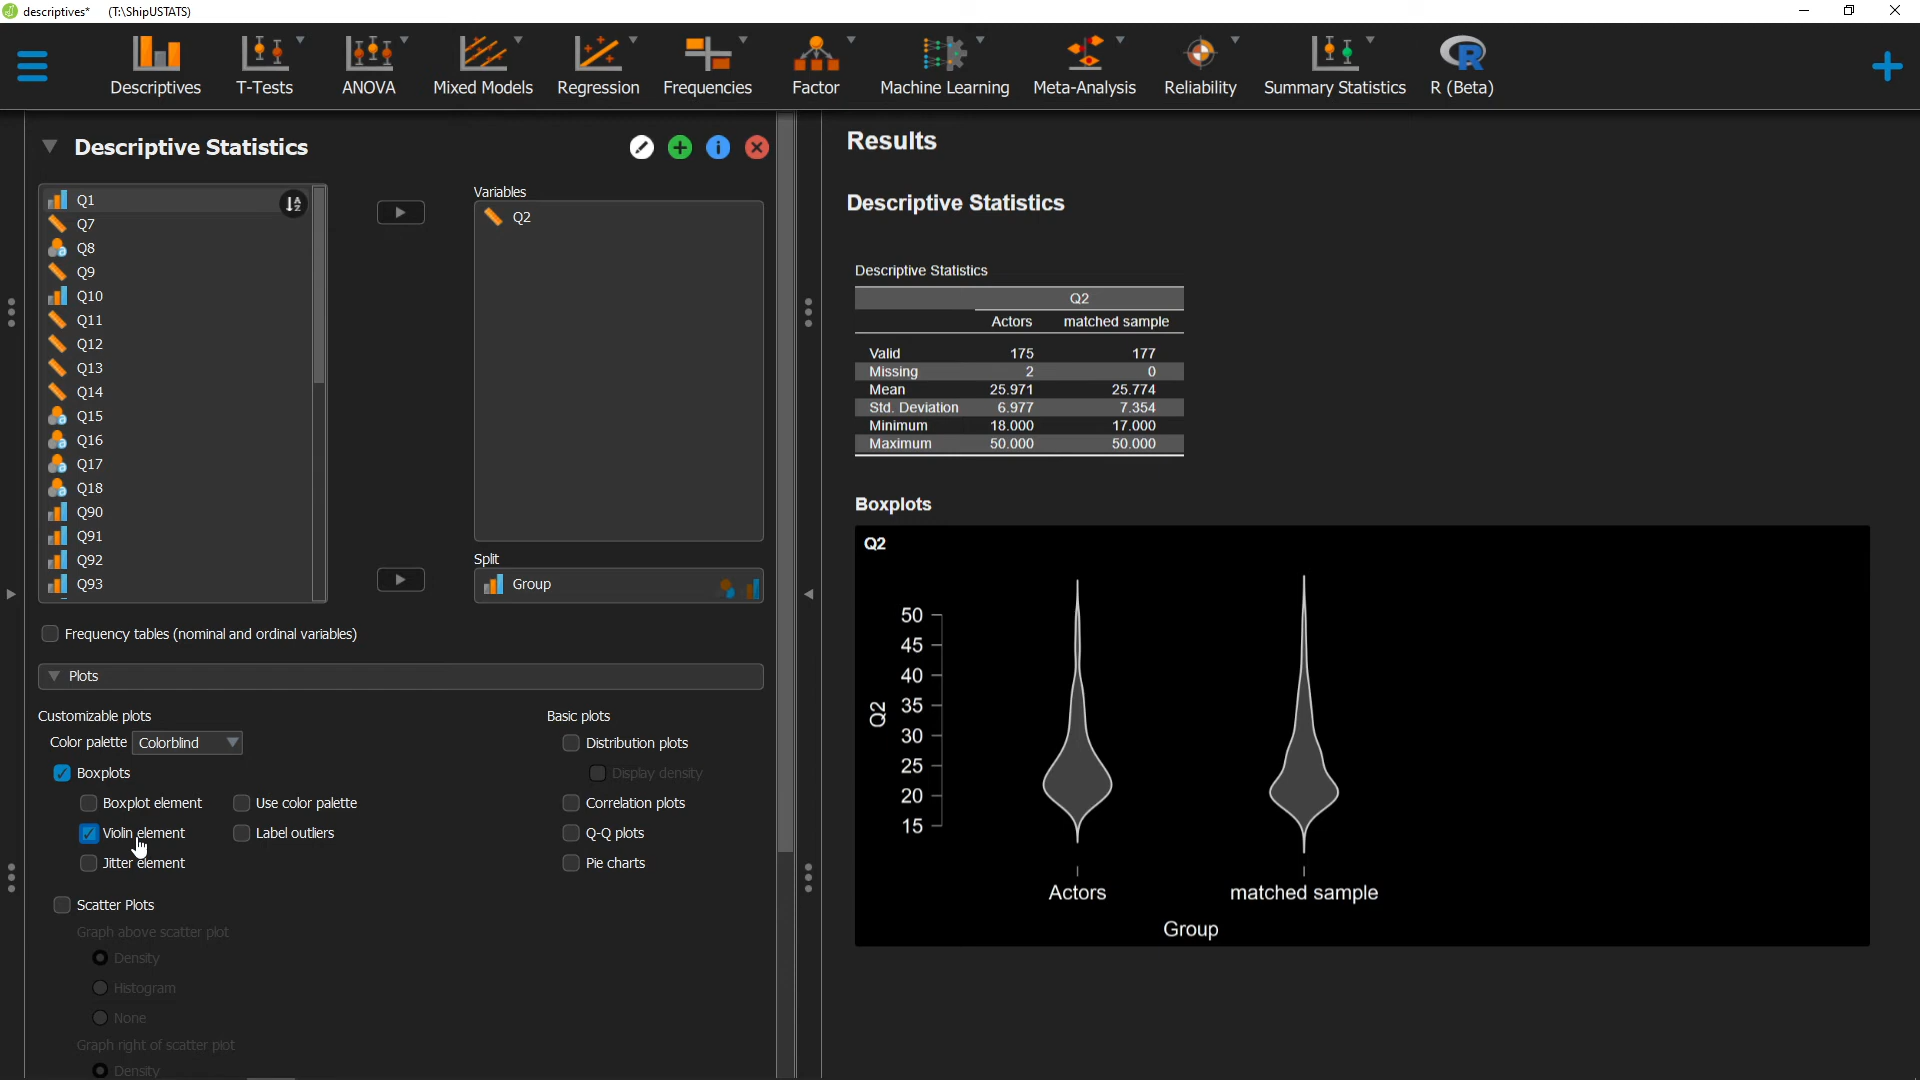 descriptives* (T:\ShipUSTATS)
Descriptives T-Tests ANOVA Mixed Models Regression Frequencies Factor Machine Learning Meta-Analysis Reliability Summary Statistics R (Beta)
Descriptive Statistics
Q1
Q7
Q8
Q9
Q10
Q11
Q12
Q13
Q14
Q15
Q16
Q17
Q18
Q90
Q91
Q92
Q93
Variables
Q2
Split
Group
Frequency tables (nominal and ordinal variables)
Plots
Customizable plots
Color palette Colorblind
Boxplots
Boxplot element Use color palette
Violin element Label outliers
Jitter element
Scatter Plots
Graph above scatter plot
Density
Histogram
None
Graph right of scatter plot
Density
Basic plots
Distribution plots
Display density
Correlation plots
Q-Q plots
Pie charts
Results
Descriptive Statistics
Descriptive Statistics
Q2
Actors matched sample
Valid 175 177
Missing 2 0
Mean 25.971 25.774
Std. Deviation 6.977 7.354
Minimum 18.000 17.000
Maximum 50.000 50.000
Boxplots
Q2
50
45
40
35
30
25
20
15
Q2
Actors matched sample
Group